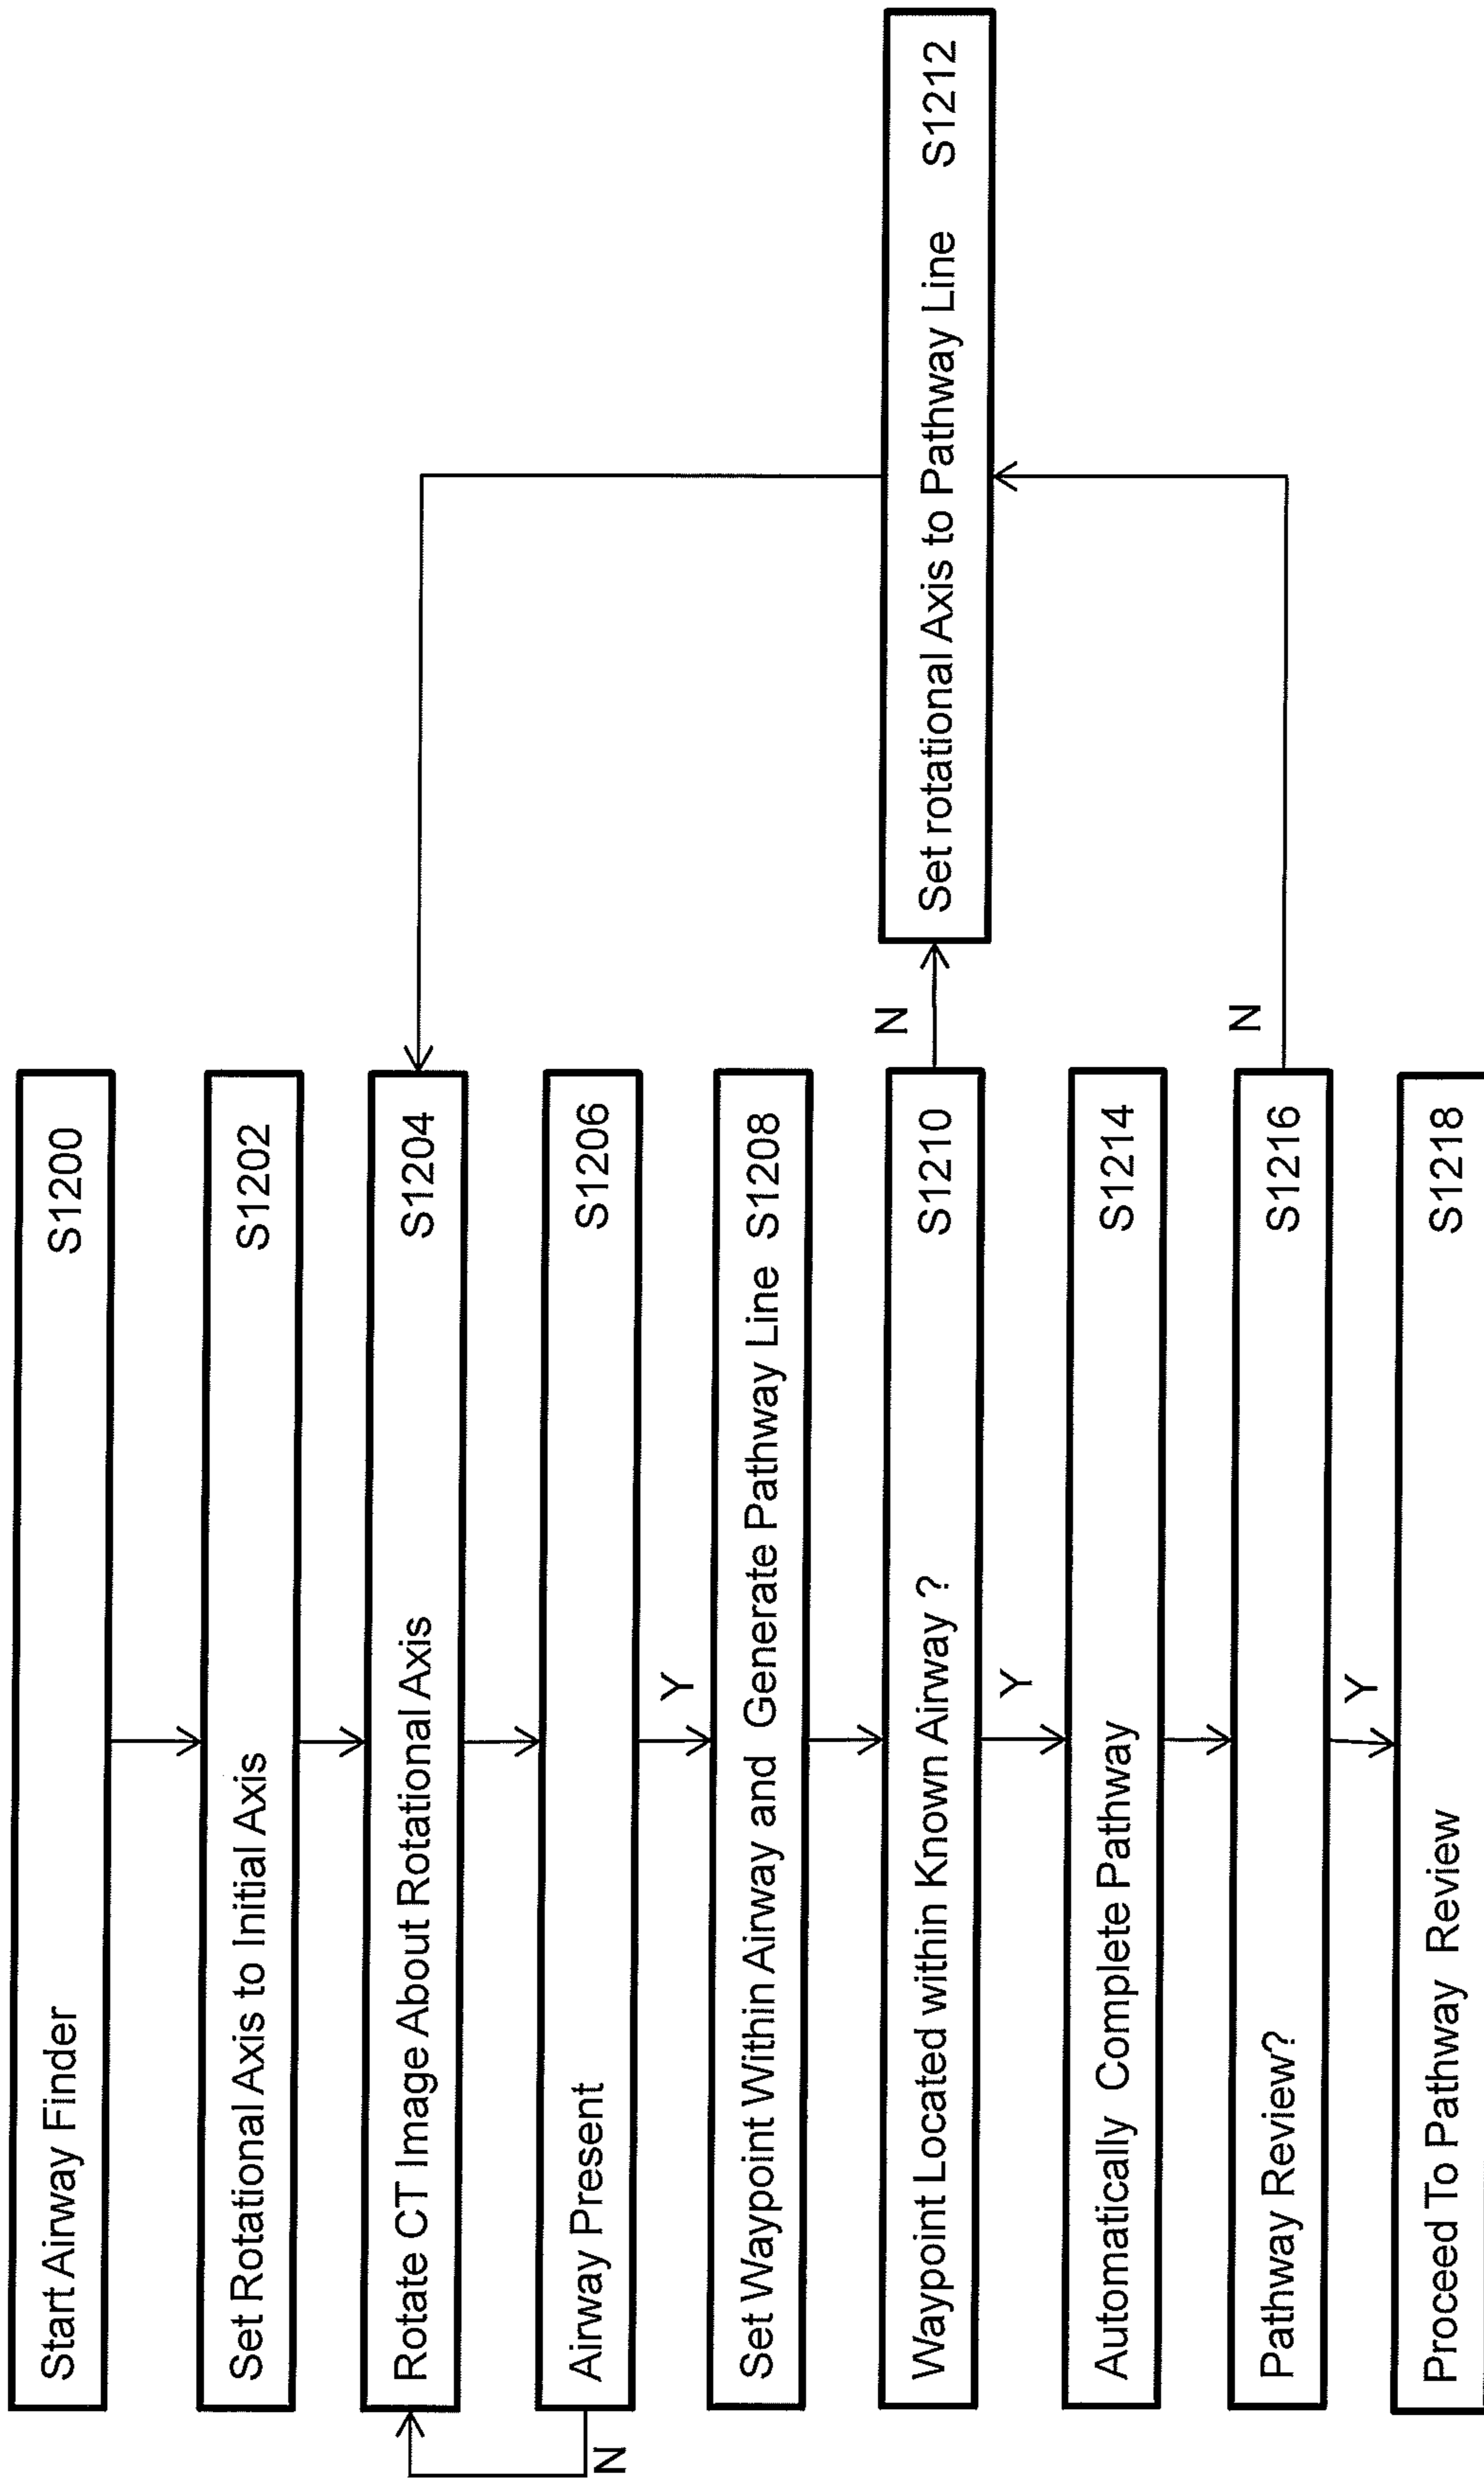 Start Airway Finder S1200
Set Rotational Axis to Initial Axis S1202
Rotate CT Image About Rotational Axis S1204
Airway Present S1206
N
Y
Set Waypoint Within Airway and Generate Pathway Line S1208
Waypoint Located within Known Airway ? S1210
N
Set rotational Axis to Pathway Line S1212
Y
Automatically Complete Pathway S1214
Pathway Review? S1216
N
Y
Proceed To Pathway Review S1218